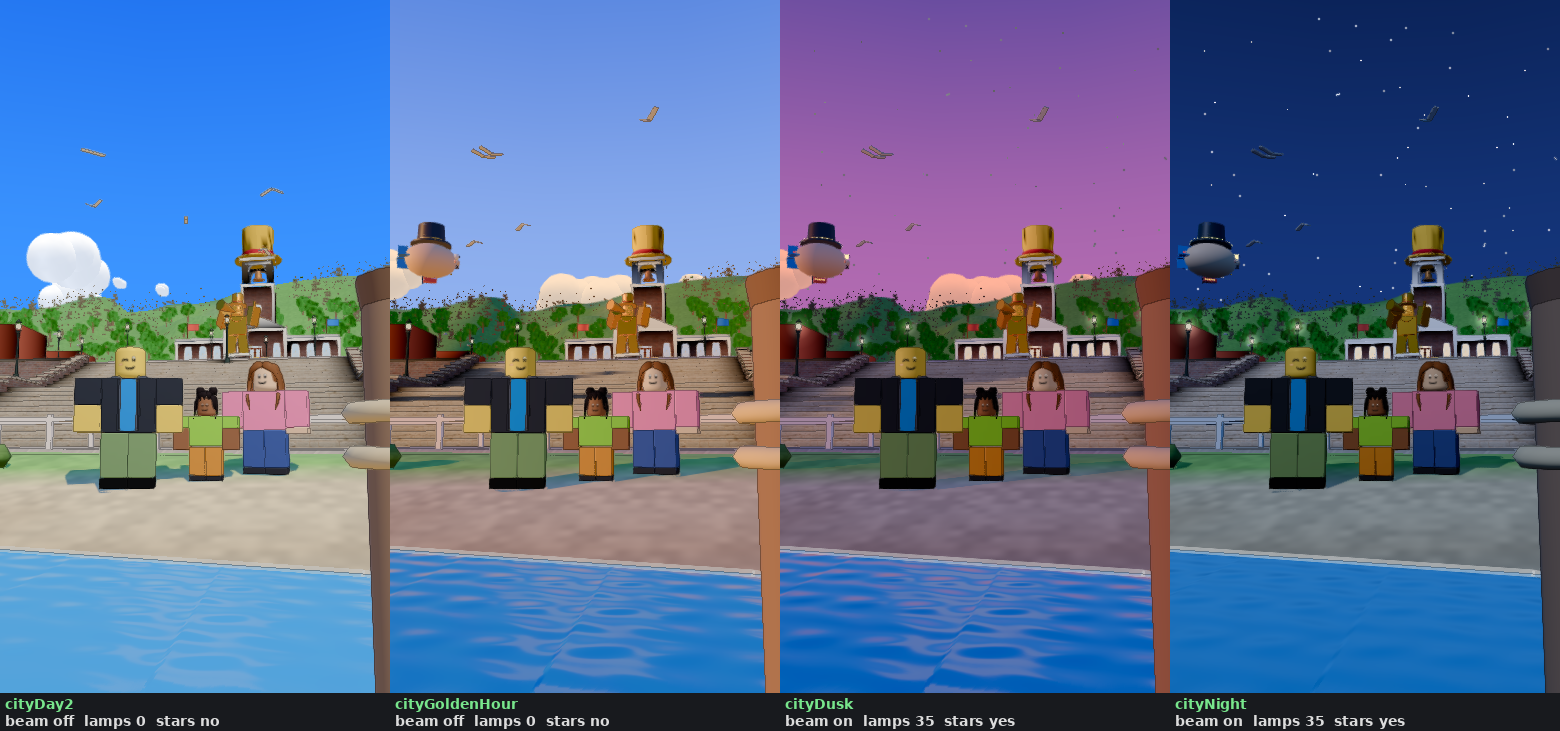 cityDay2
beam off  lamps 0  stars no
cityGoldenHour
beam off  lamps 0  stars no
cityDusk
beam on  lamps 35  stars yes
cityNight
beam on  lamps 35  stars yes